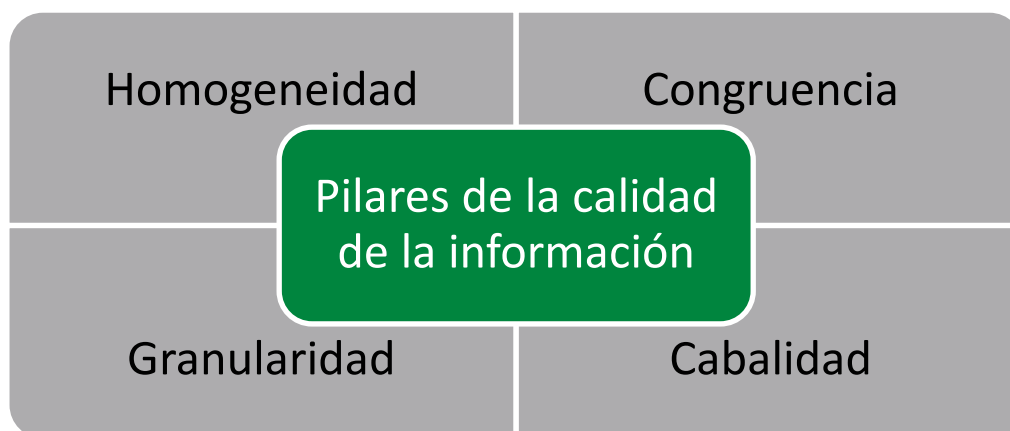 Homogeneidad
Congruencia
Pilares de la calidad
de la información
Granularidad
Cabalidad